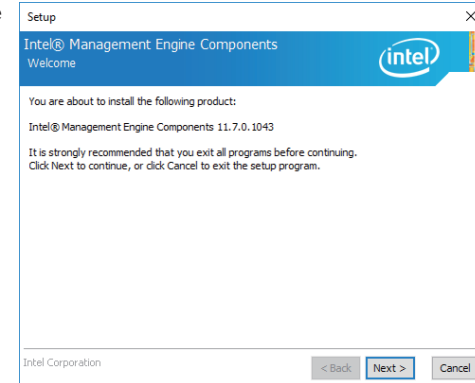 e
Setup
Intel® Management Engine Components
Welcome
intel
You are about to install the following product:
Intel® Management Engine Components 11.7.0.1043
It is strongly recommended that you exit all programs before continuing.
Click Next to continue, or click Cancel to exit the setup program.
Intel Corporation
< Back Next > Cancel